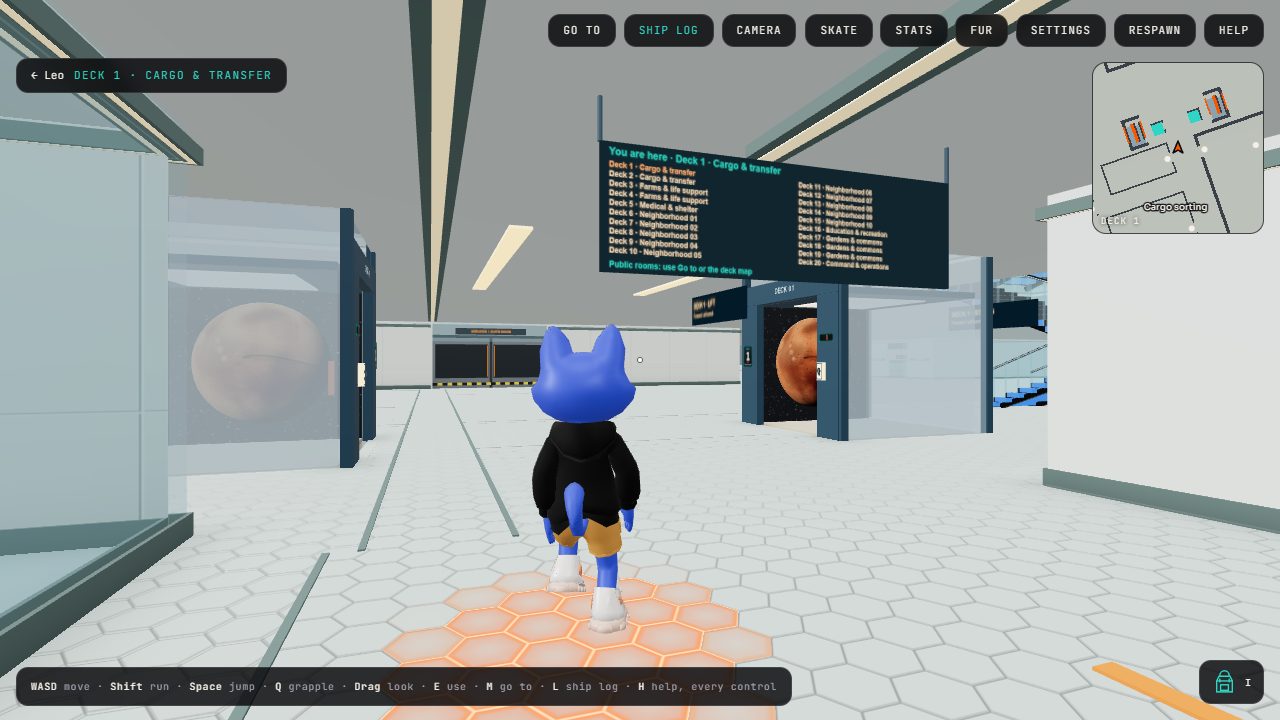 GO TO
SHIP LOG
CAMERA
SKATE
STATS
FUR
SETTINGS
RESPAWN
HELP
← Leo DECK 1 · CARGO & TRANSFER
You are here · Deck 1 · Cargo & transfer
Deck 1 · Cargo & transfer
Deck 2 · Cargo & transfer
Deck 3 · Farms & life support
Deck 4 · Farms & life support
Deck 5 · Medical & shelter
Deck 6 · Neighborhood 01
Deck 7 · Neighborhood 02
Deck 8 · Neighborhood 03
Deck 9 · Neighborhood 04
Deck 10 · Neighborhood 05
Deck 11 · Neighborhood 06
Deck 12 · Neighborhood 07
Deck 13 · Neighborhood 08
Deck 14 · Neighborhood 09
Deck 15 · Neighborhood 10
Deck 16 · Education & recreation
Deck 17 · Gardens & commons
Deck 18 · Gardens & commons
Deck 19 · Gardens & commons
Deck 20 · Command & operations
Public rooms: use Go to or the deck map
Cargo sorting
DECK 1
DECK 01
1
WASD move · Shift run · Space jump · Q grapple · Drag look · E use · M go to · L ship log · H help, every control
I